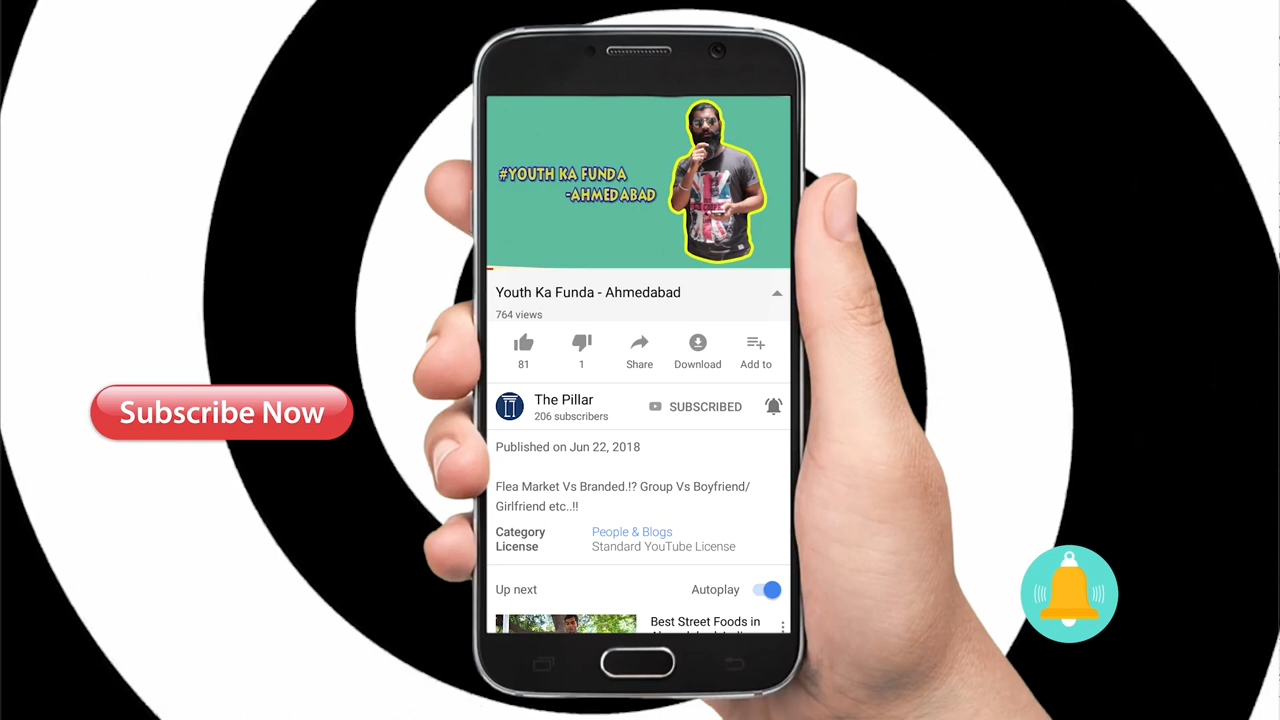 #YOUTH KA FUNDA
-AHMEDABAD
Youth Ka Funda - Ahmedabad
764 views
81
1
Share
Download
Add to
The Pillar
206 subscribers
SUBSCRIBED
Subscribe Now
Published on Jun 22, 2018
Flea Market Vs Branded.!? Group Vs Boyfriend/
Girlfriend etc..!!
Category People & Blogs
License Standard YouTube License
Up next Autoplay
Best Street Foods in